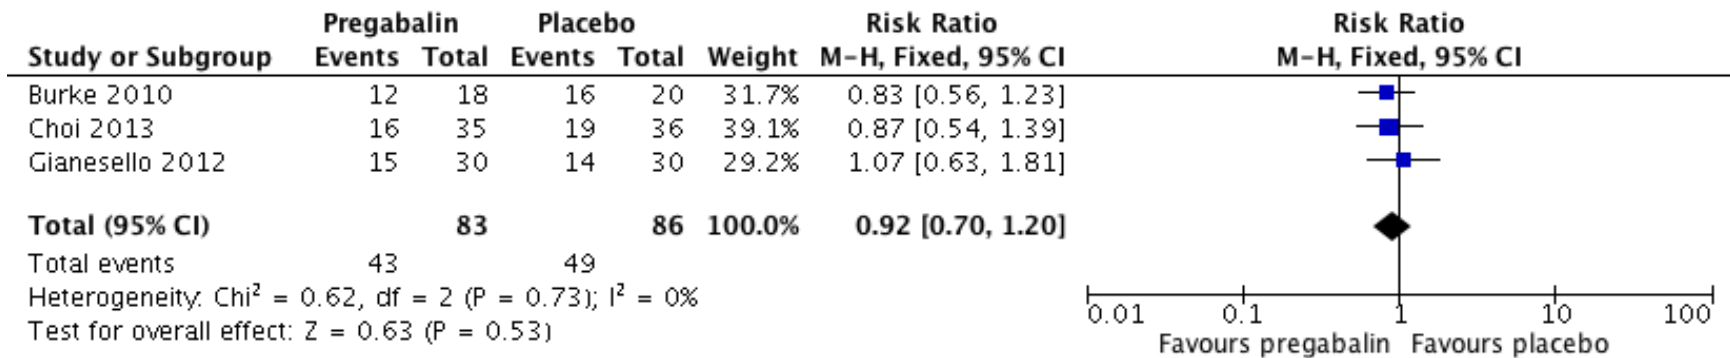 Pregabalin Placebo Risk Ratio Risk Ratio
Study or Subgroup Events Total Events Total Weight M-H, Fixed, 95% CI M-H, Fixed, 95% CI
Burke 2010 12 18 16 20 31.7% 0.83 [0.56, 1.23]
Choi 2013 16 35 19 36 39.1% 0.87 [0.54, 1.39]
Gianesello 2012 15 30 14 30 29.2% 1.07 [0.63, 1.81]
Total (95% CI) 83 86 100.0% 0.92 [0.70, 1.20]
Total events 43 49
Heterogeneity: Chi² = 0.62, df = 2 (P = 0.73); I² = 0%
Test for overall effect: Z = 0.63 (P = 0.53)
0.01 0.1 1 10 100
Favours pregabalin Favours placebo